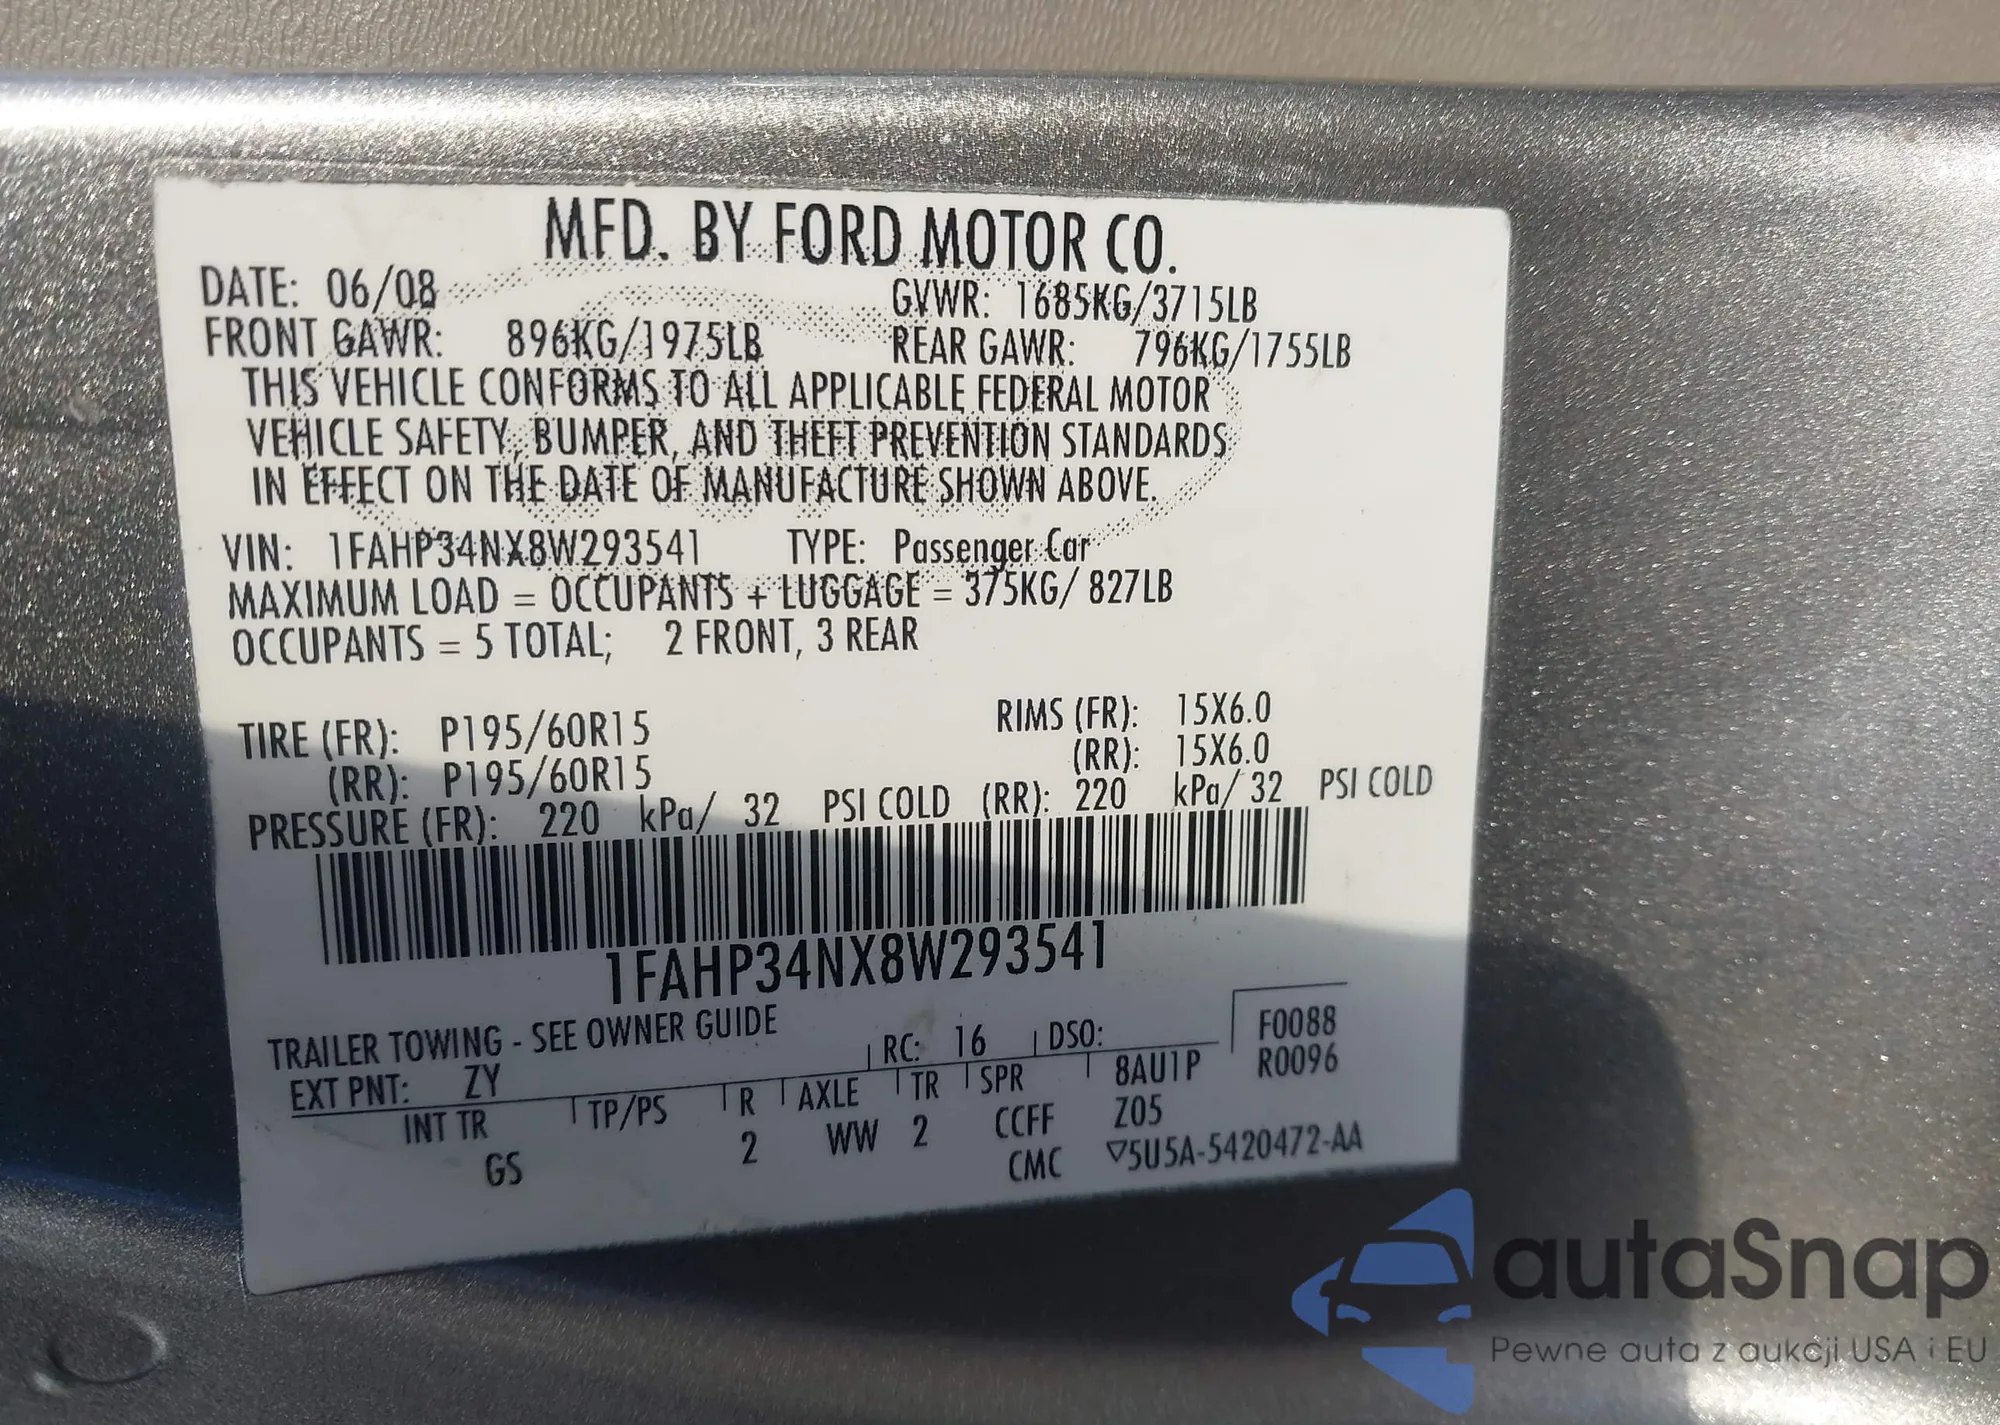 MFD. BY FORD MOTOR CO.
DATE: 06/08 GVWR: 1685KG/3715LB
FRONT GAWR: 896KG/1975LB REAR GAWR: 796KG/1755LB
THIS VEHICLE CONFORMS TO ALL APPLICABLE FEDERAL MOTOR
VEHICLE SAFETY, BUMPER, AND THEFT PREVENTION STANDARDS
IN EFFECT ON THE DATE OF MANUFACTURE SHOWN ABOVE.
VIN: 1FAHP34NX8W293541 TYPE: Passenger Car
MAXIMUM LOAD = OCCUPANTS + LUGGAGE = 375KG/ 827LB
OCCUPANTS = 5 TOTAL; 2 FRONT, 3 REAR
TIRE (FR): P195/60R15 RIMS (FR): 15X6.0
(RR): P195/60R15 (RR): 15X6.0
PRESSURE (FR): 220 kPa/ 32 PSI COLD (RR): 220 kPa/ 32 PSI COLD
1FAHP34NX8W293541
TRAILER TOWING - SEE OWNER GUIDE
EXT PNT: ZY RC: 16 DSO: F0088
INT TR TP/PS R AXLE TR SPR 8AU1P R0096
GS 2 WW 2 CCFF Z05
CMC ▽5U5A-5420472-AA
autaSnap
Pewne auta z aukcji USA i EU